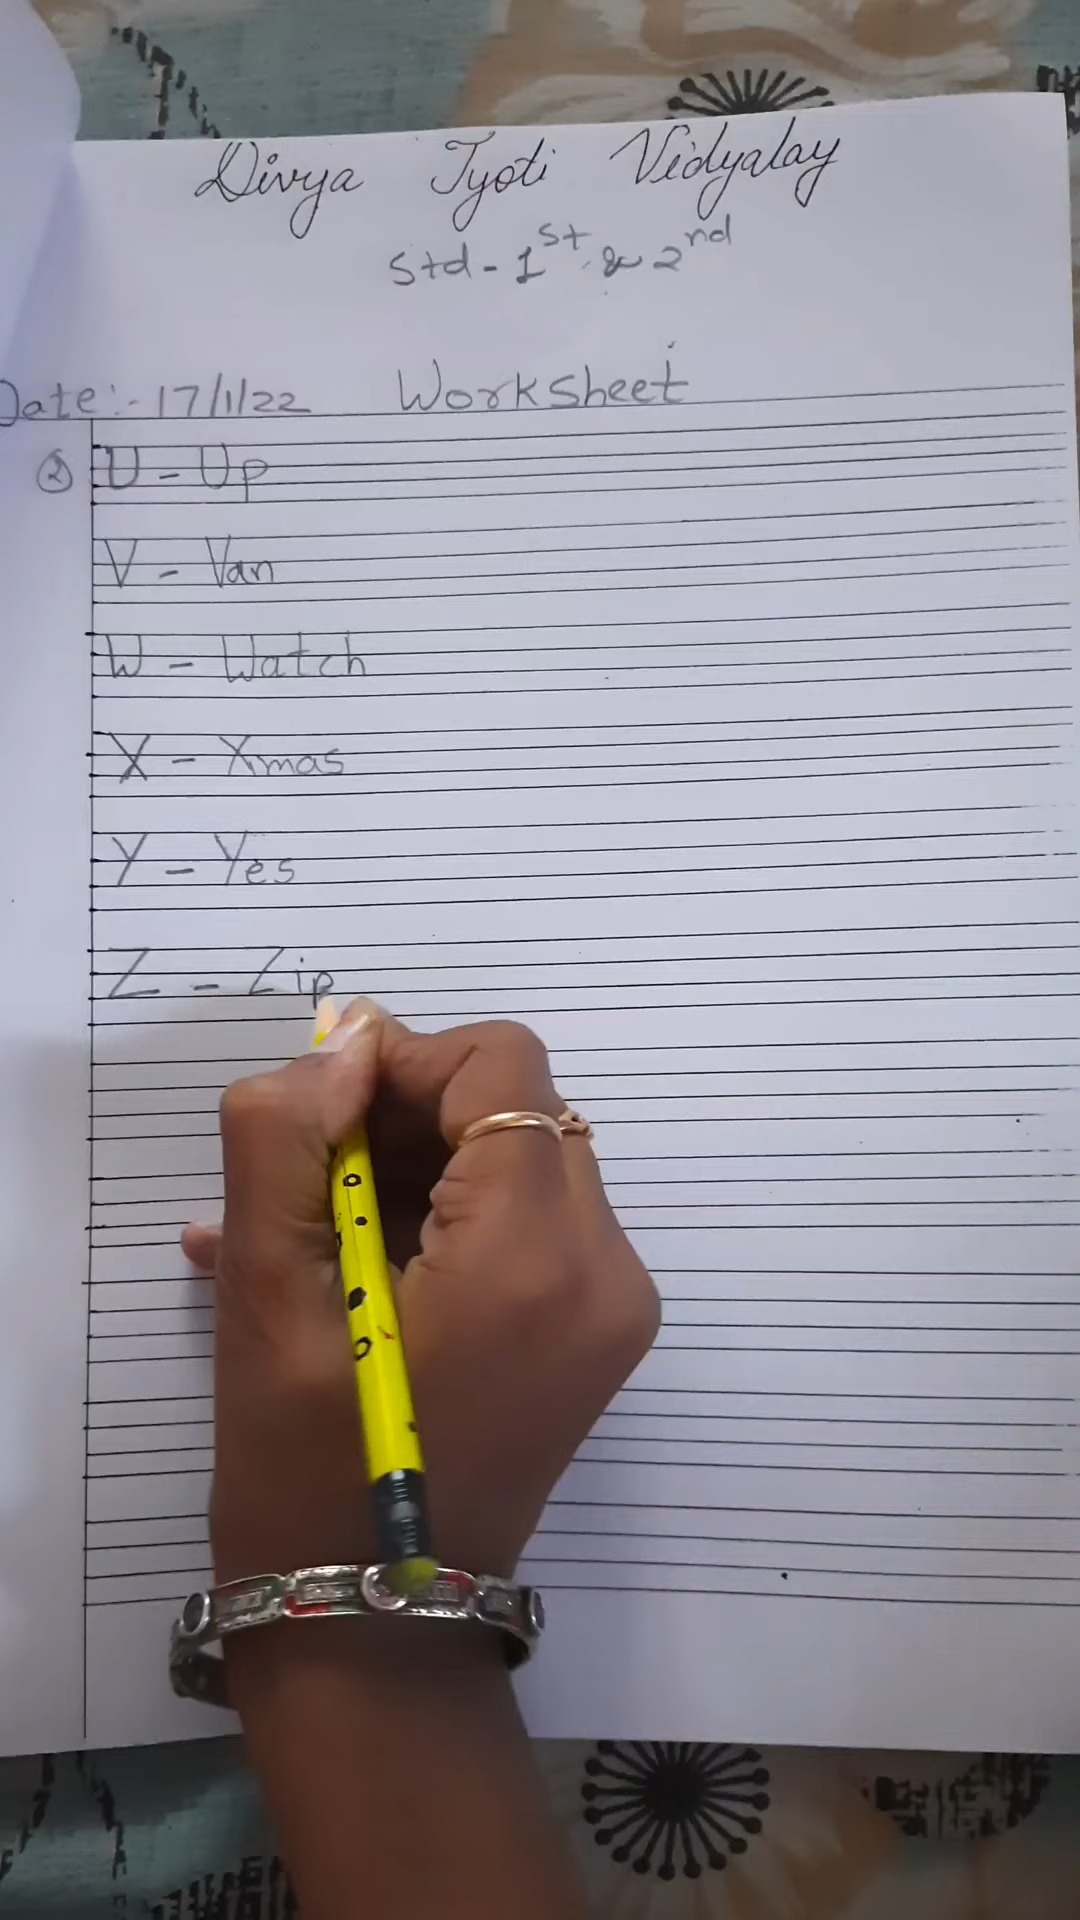 Divya Jyoti Vidyalay
Std - 1st & 2nd
Date:- 17/1/22 Worksheet
② U - Up
V - Van
W - Watch
X - Xmas
Y - Yes
Z - Zip